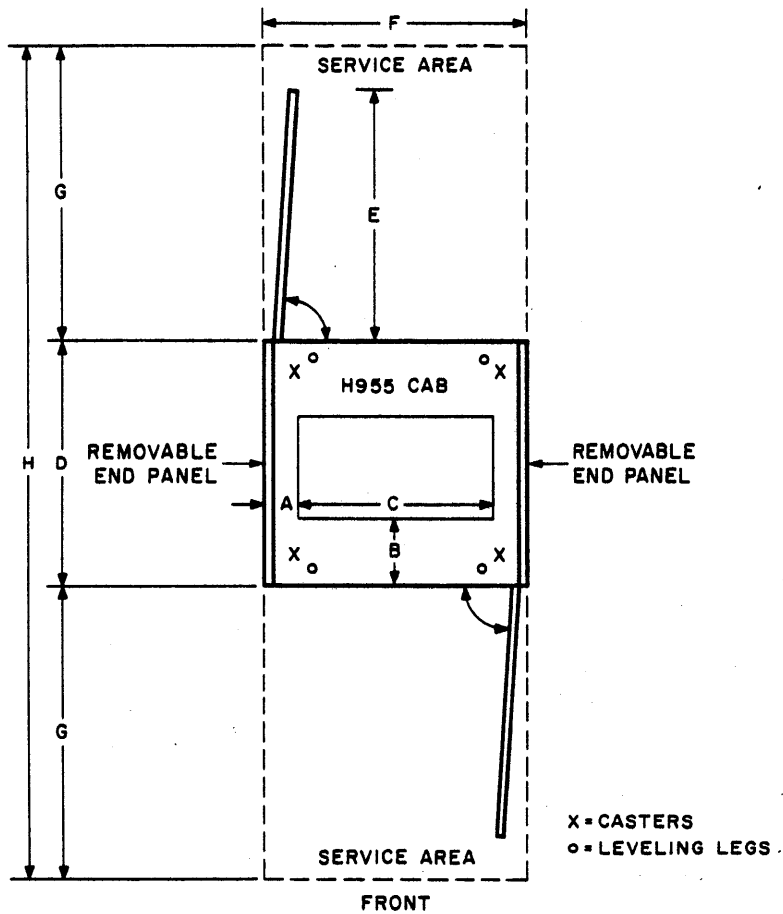 F
SERVICE AREA
G
E
X
O
O
X
H955 CAB
H
D
REMOVABLE
END PANEL
REMOVABLE
END PANEL
A
C
B
X
O
O
X
G
X = CASTERS
O = LEVELING LEGS
SERVICE AREA
FRONT